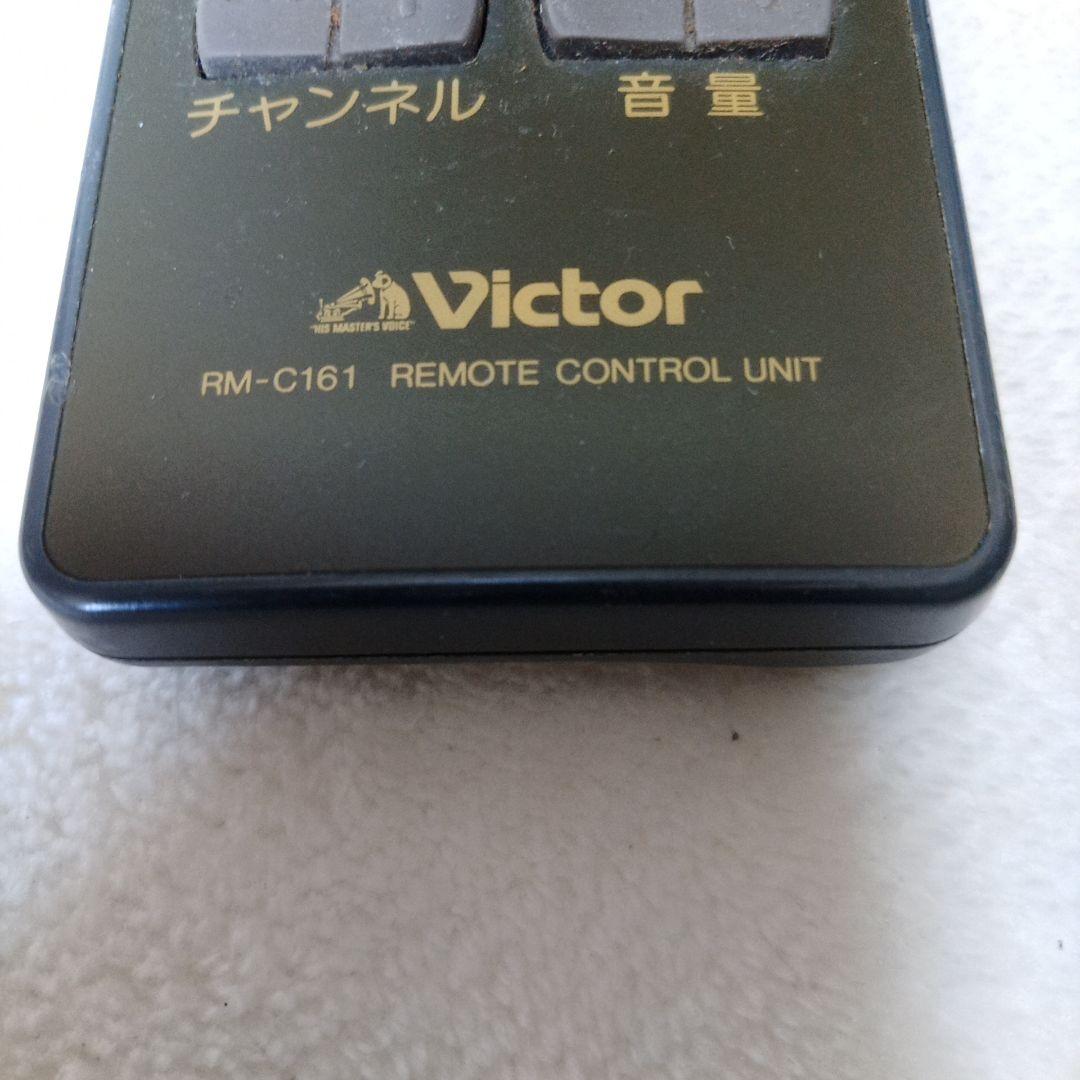 チャンネル 音量
"HIS MASTER'S VOICE" Victor
RM-C161 REMOTE CONTROL UNIT